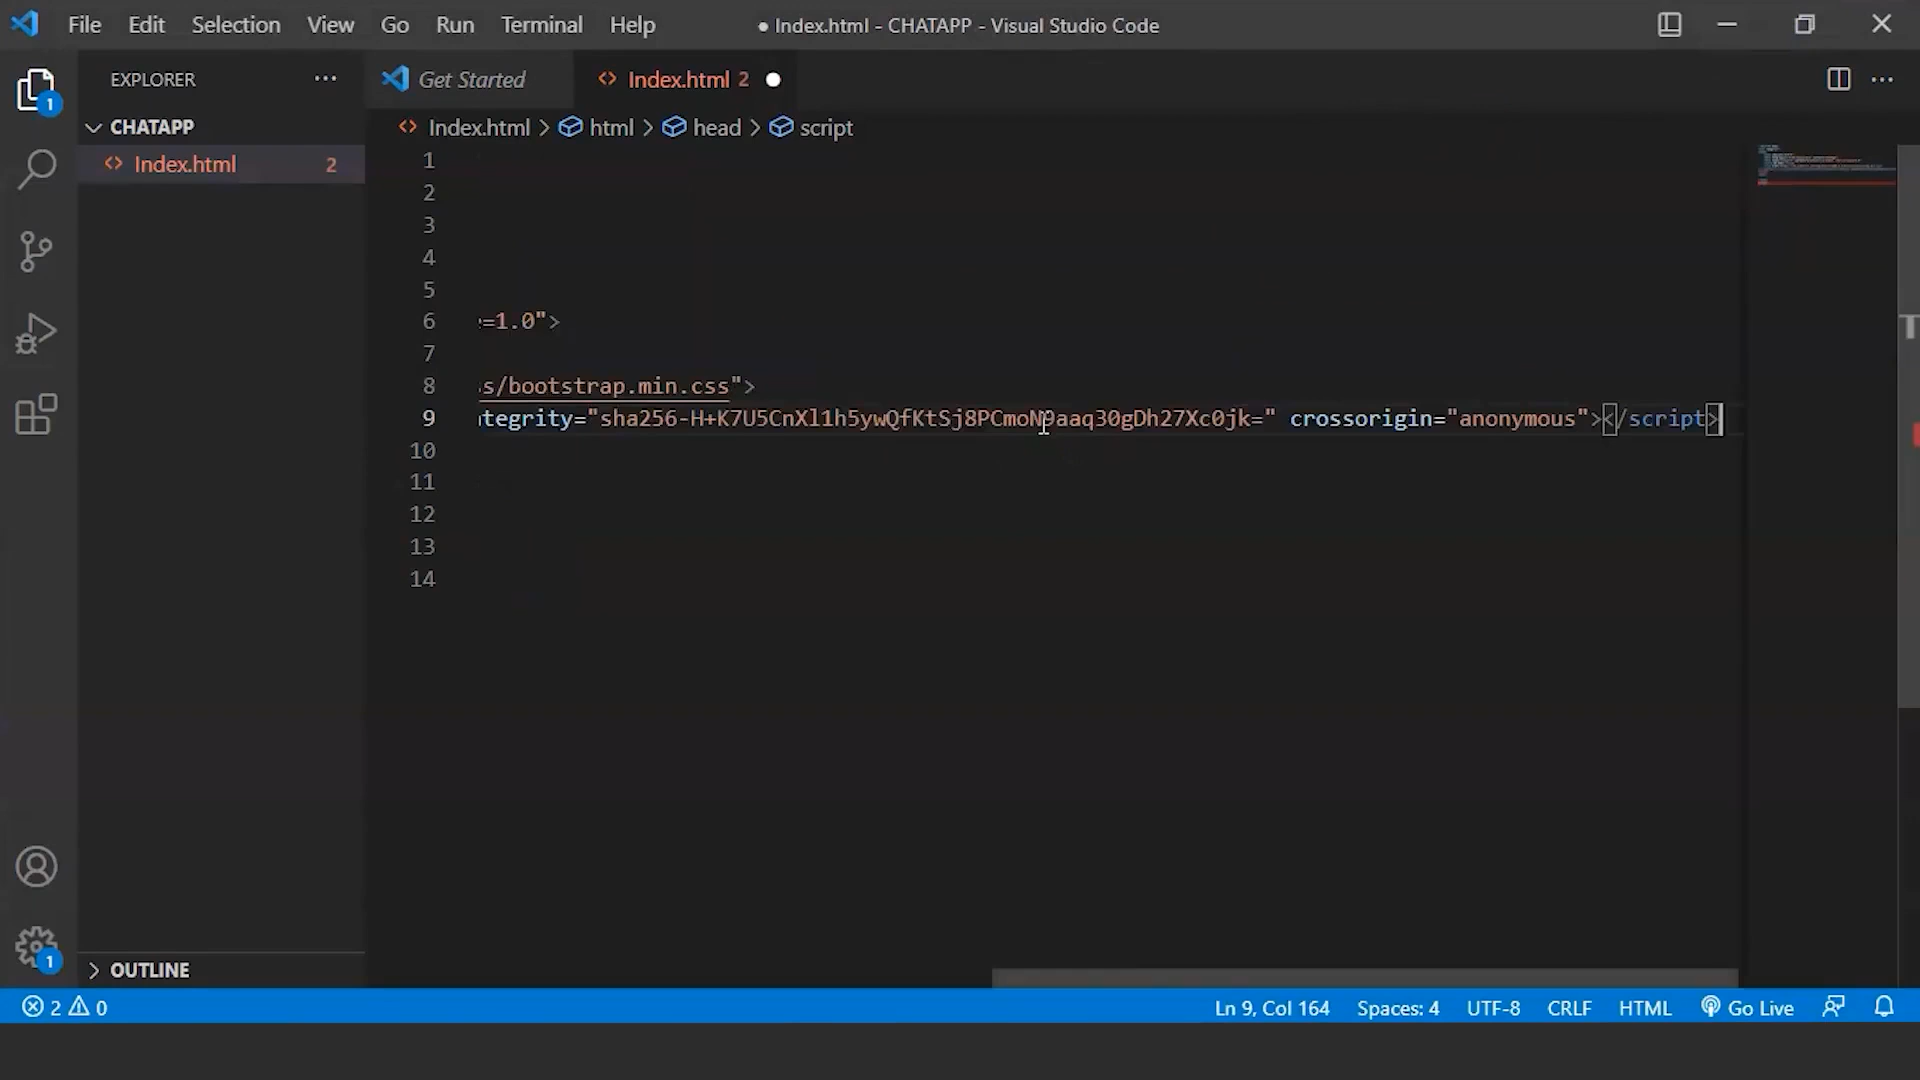 File Edit Selection View Go Run Terminal Help ● Index.html - CHATAPP - Visual Studio Code
EXPLORER ··· Get Started <> Index.html 2 ●
CHATAPP
<> Index.html > html > head > script
<> Index.html 2
1
2
3
4
5
6 =1.0">
7
8 s/bootstrap.min.css">
9 tegrity="sha256-H+K7U5CnXl1h5ywQfKtSj8PCmoN9aaq30gDh27Xc0jk=" crossorigin="anonymous"></script>
10
11
12
13
14
1
1
OUTLINE
2 0 Ln 9, Col 164 Spaces: 4 UTF-8 CRLF HTML Go Live